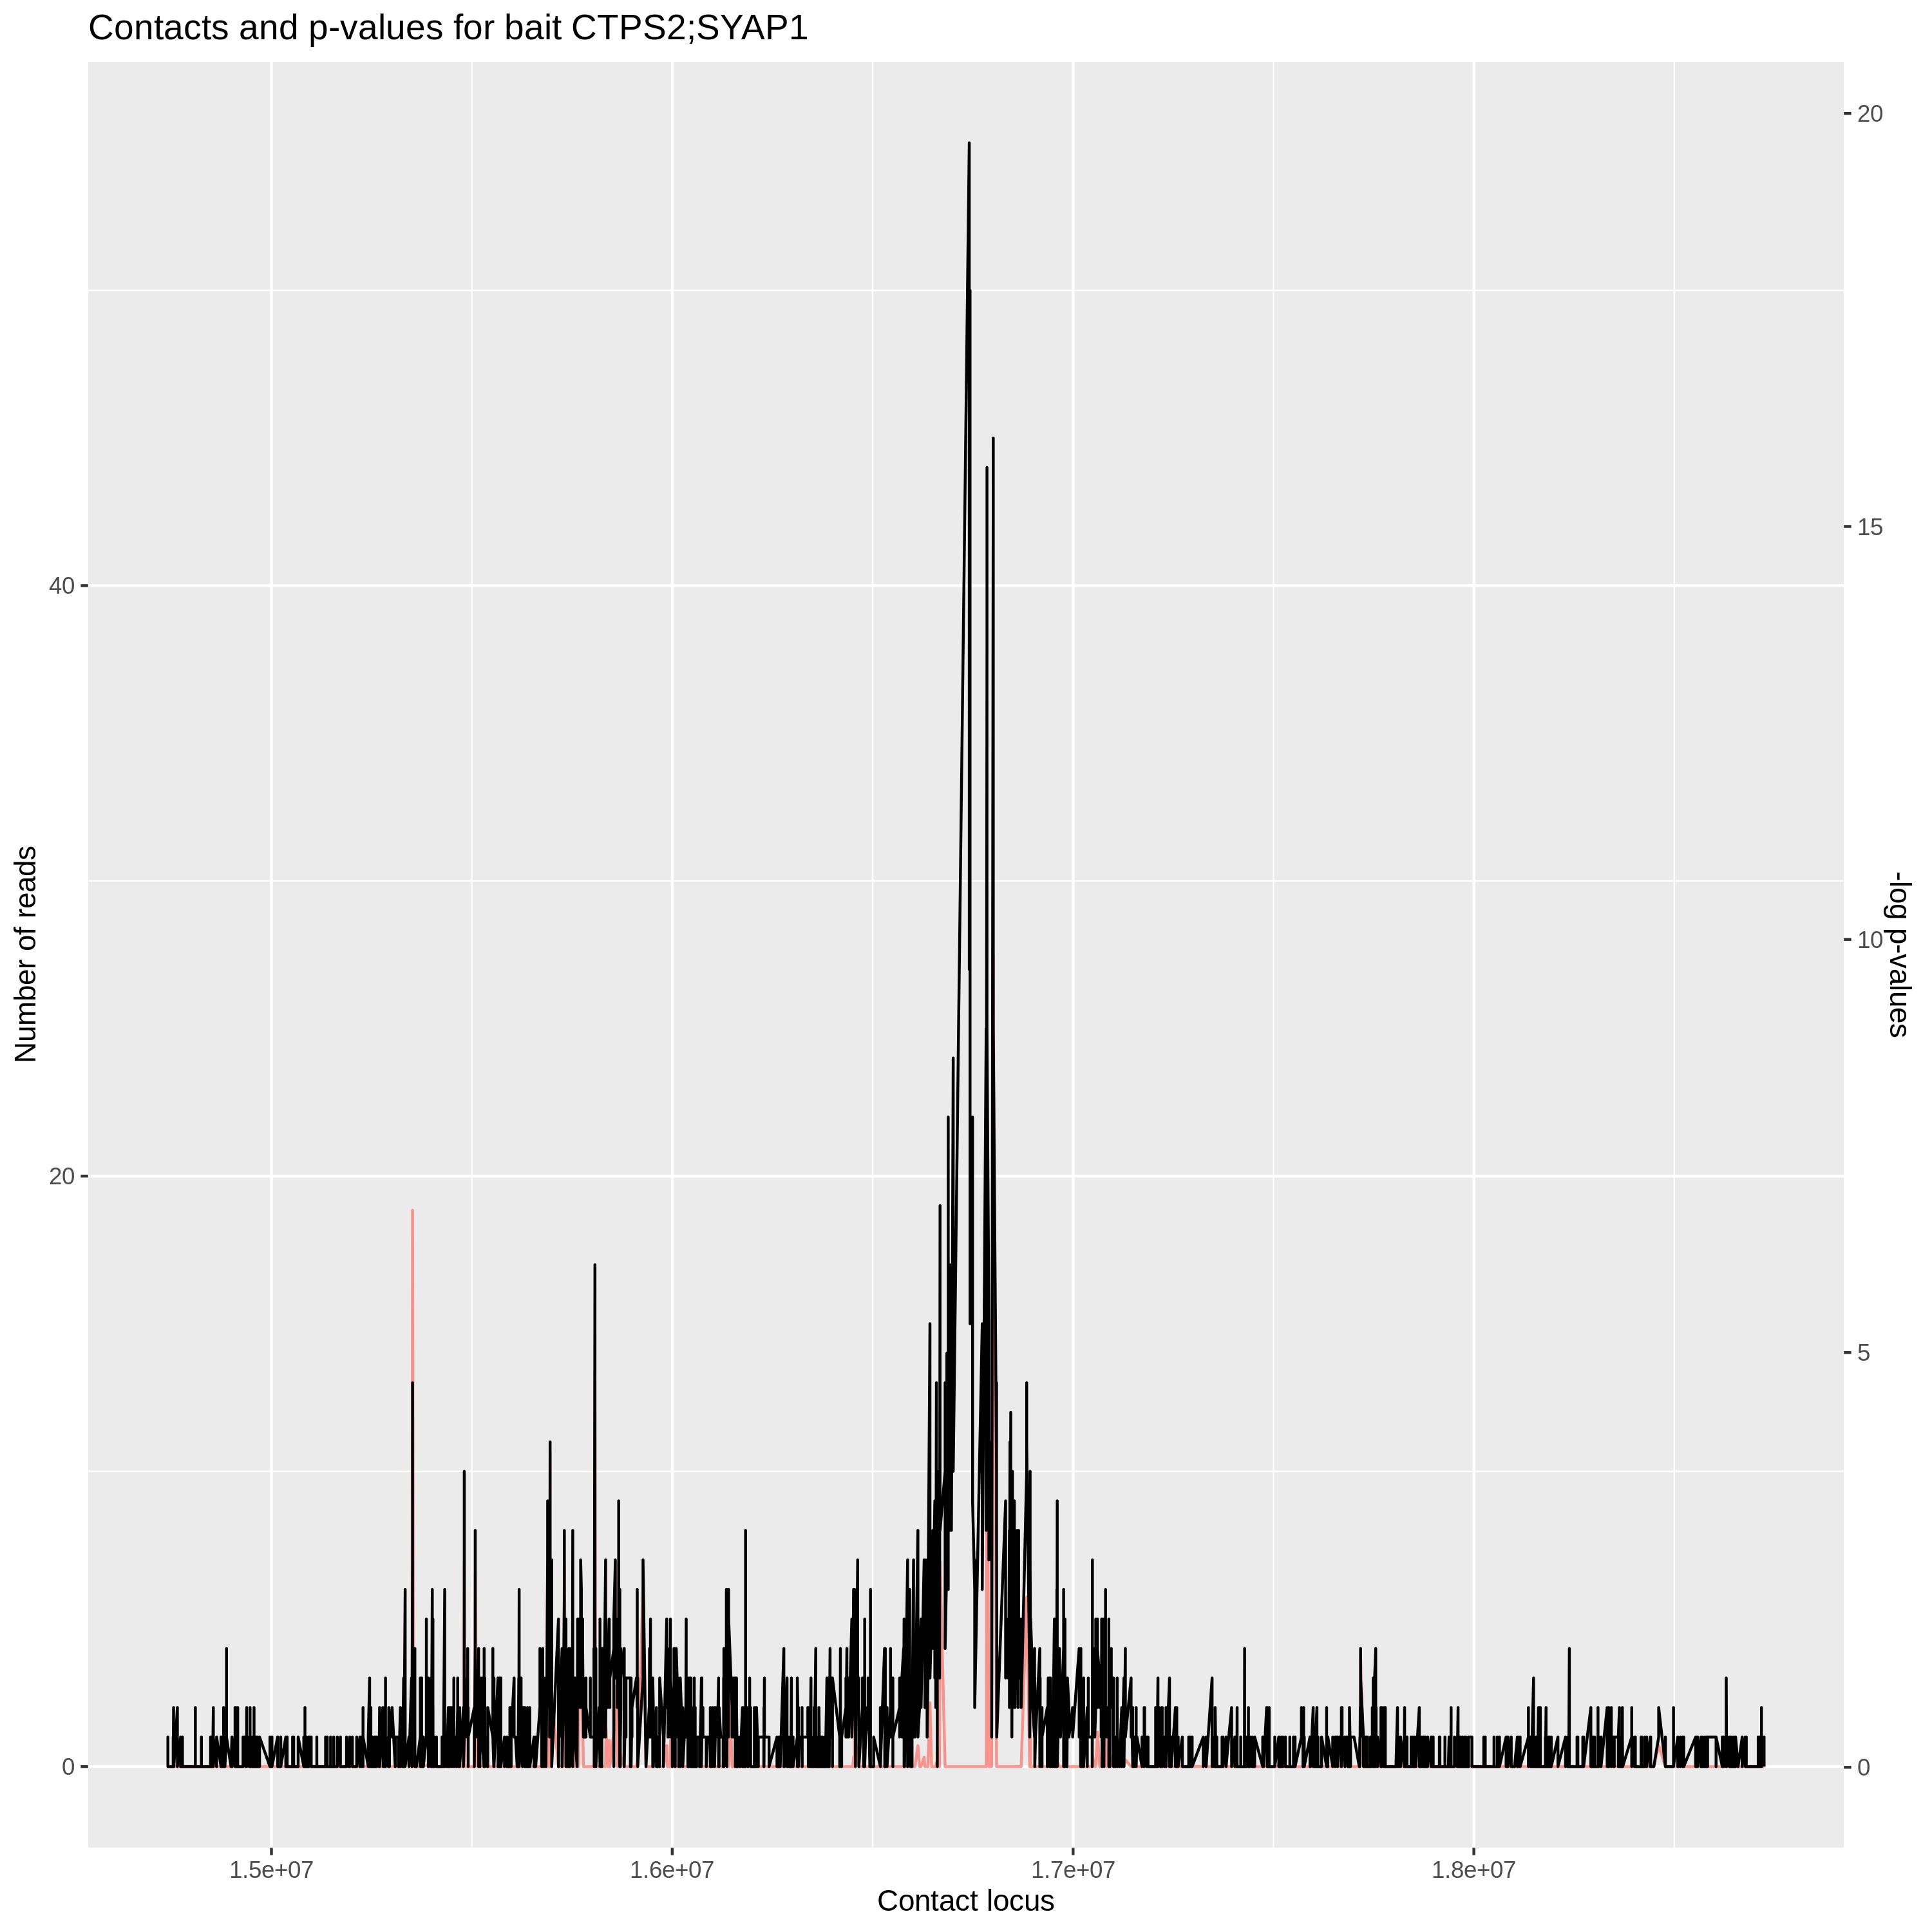 Contacts and p-values for bait CTPS2;SYAP1
Number of reads
40
20
0
20
15
10
5
0
-log p-values
1.5e+07
1.6e+07
1.7e+07
1.8e+07
Contact locus